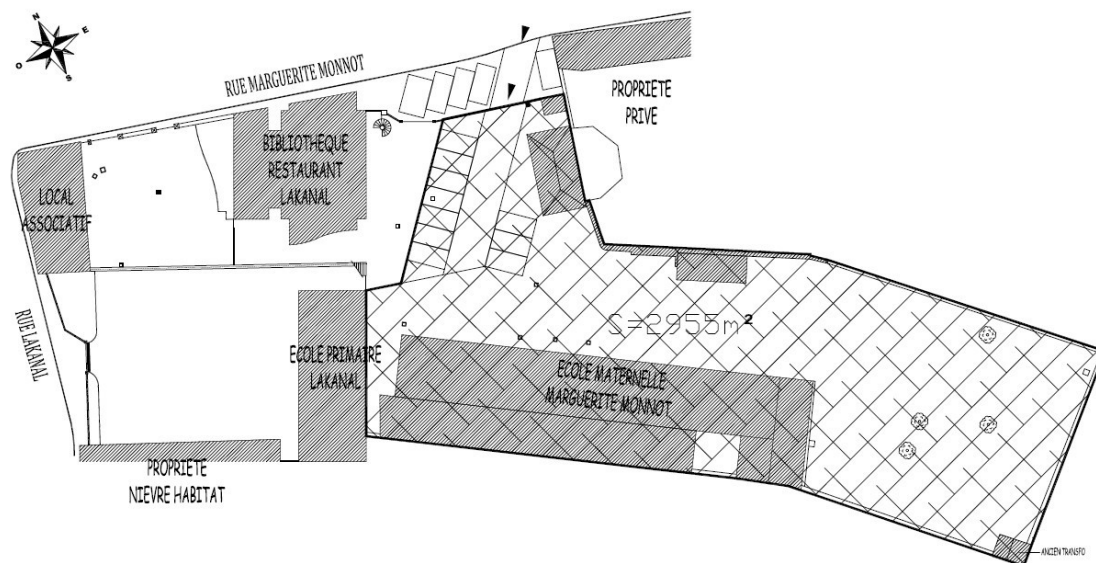 N
E
O
S
RUE MARGUERITE MONNOT
PROPRIETE
PRIVE
BIBLIOTHEQUE
RESTAURANT
LAKANAL
LOCAL
ASSOCIATIF
RUE LAKANAL
S=2955m²
ECOLE PRIMAIRE
LAKANAL
ECOLE MATERNELLE
MARGUERITE MONNOT
PROPRIETE
NIEVRE HABITAT
ANCIEN TRANSFO